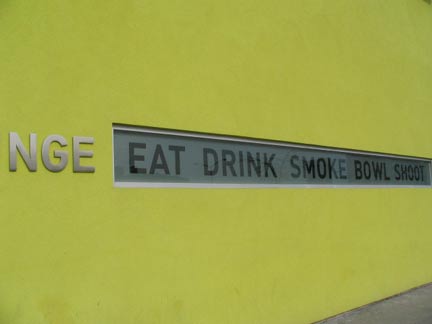 NGE EAT DRINK SMOKE BOWL SHOOT